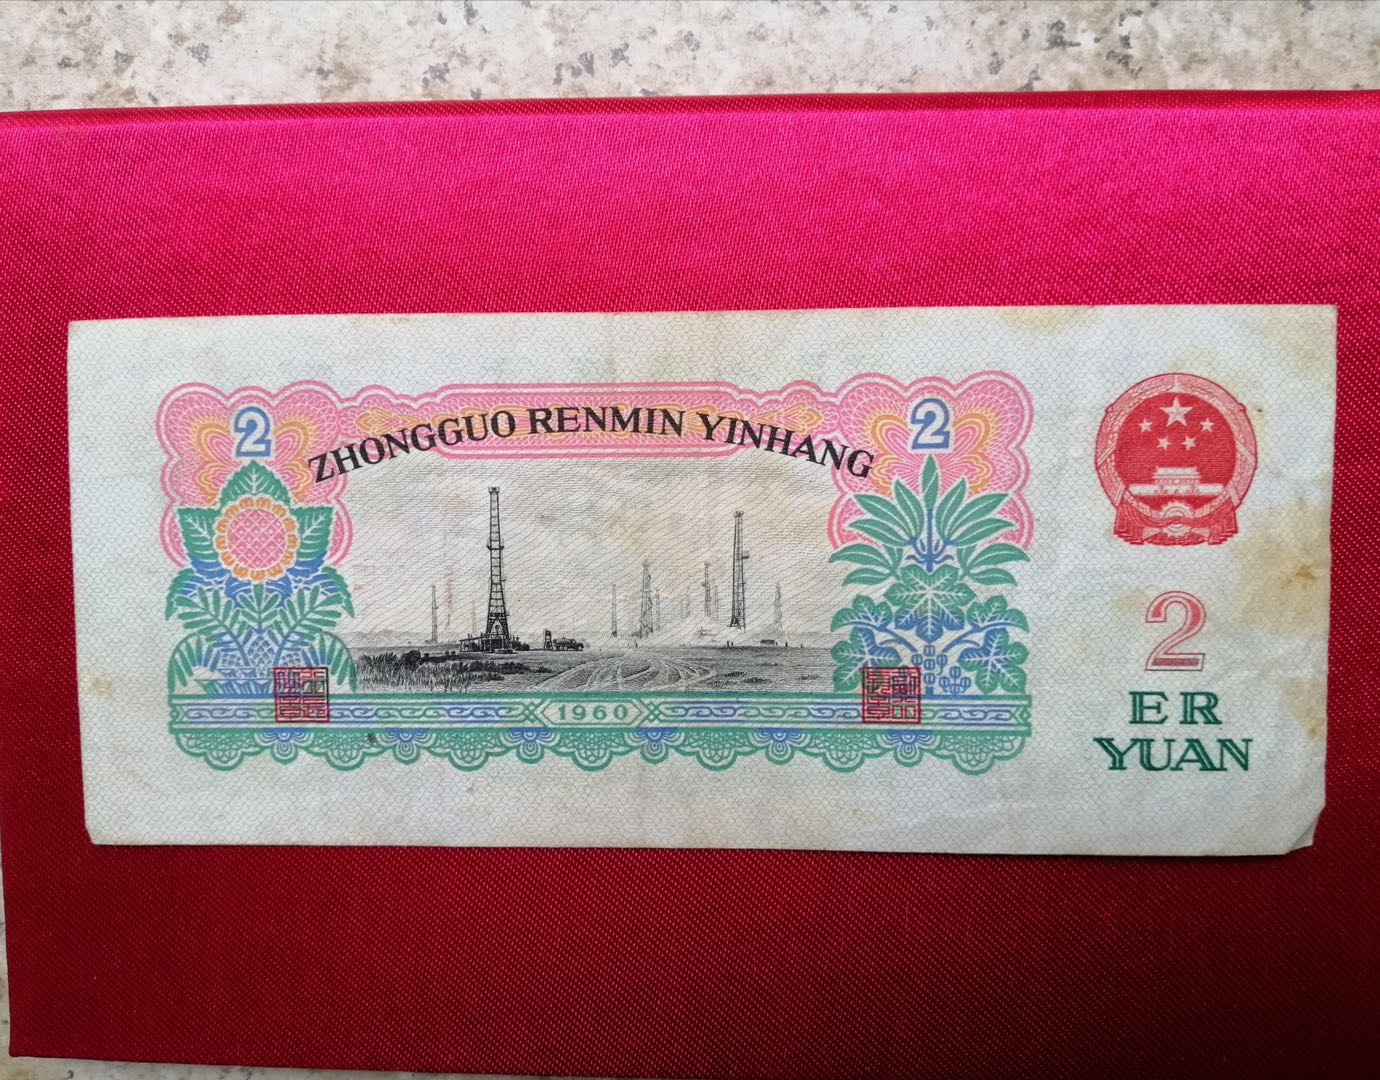 ZHONGGUO RENMIN YINHANG
2
2
1960
2
ER
YUAN